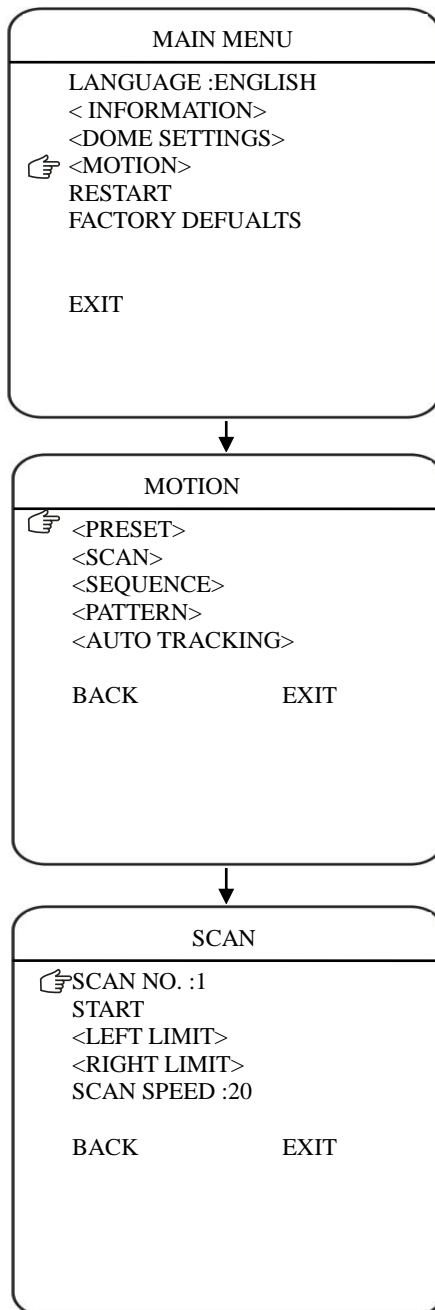 MAIN MENU
LANGUAGE :ENGLISH
< INFORMATION>
<DOME SETTINGS>
<MOTION>
RESTART
FACTORY DEFUALTS
EXIT
MOTION
<PRESET>
<SCAN>
<SEQUENCE>
<PATTERN>
<AUTO TRACKING>
BACK EXIT
SCAN
SCAN NO. :1
START
<LEFT LIMIT>
<RIGHT LIMIT>
SCAN SPEED :20
BACK EXIT